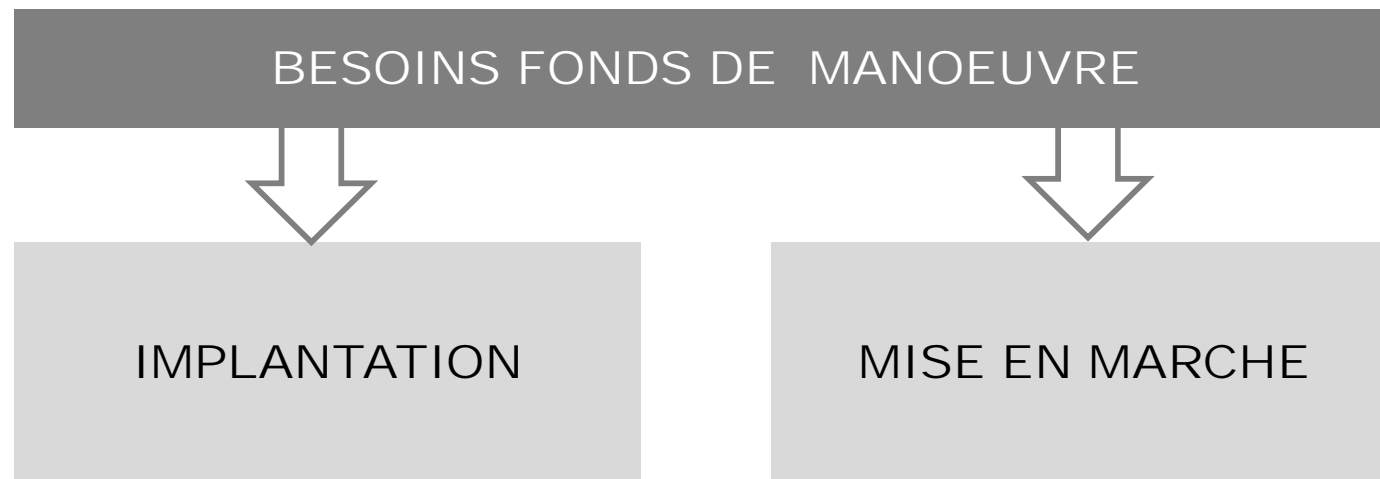 BESOINS FONDS DE MANOEUVRE
IMPLANTATION
MISE EN MARCHE